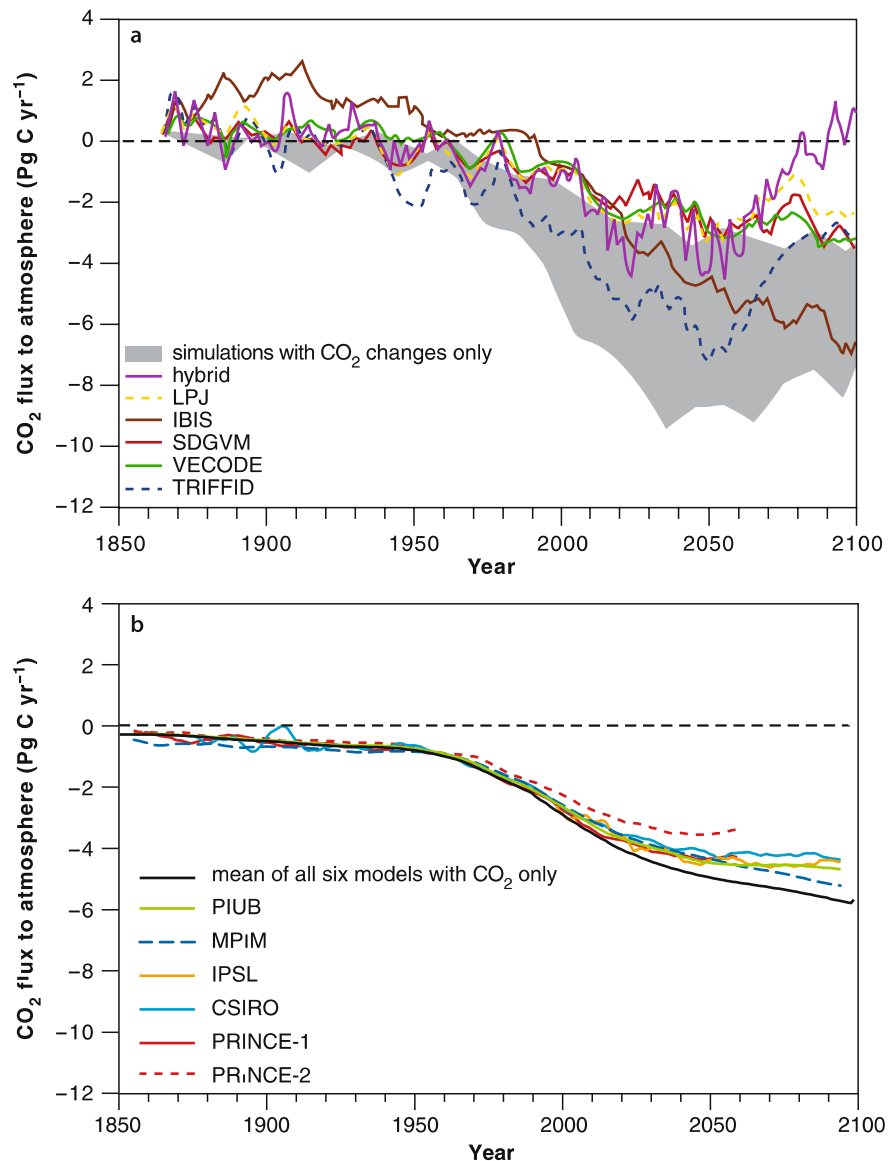 a
CO2 flux to atmosphere (Pg C yr−1)
4
2
0
−2
−4
−6
−8
−10
−12
simulations with CO2 changes only
hybrid
LPJ
IBIS
SDGVM
VECODE
TRIFFID
1850 1900 1950 2000 2050 2100
Year
b
CO2 flux to atmosphere (Pg C yr−1)
4
2
0
−2
−4
−6
−8
−10
−12
mean of all six models with CO2 only
PIUB
MPIM
IPSL
CSIRO
PRINCE-1
PRINCE-2
1850 1900 1950 2000 2050 2100
Year